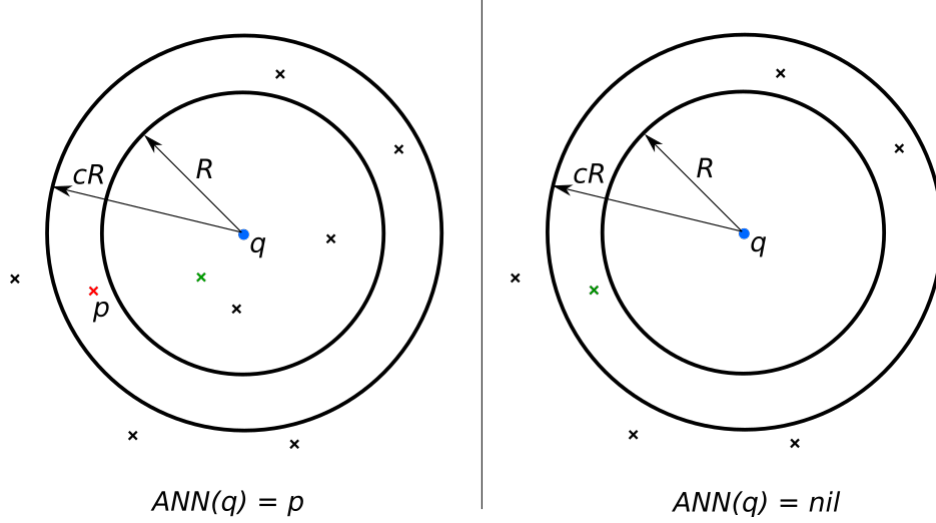 R
cR
q
p
ANN(q) = p
R
cR
q
ANN(q) = nil